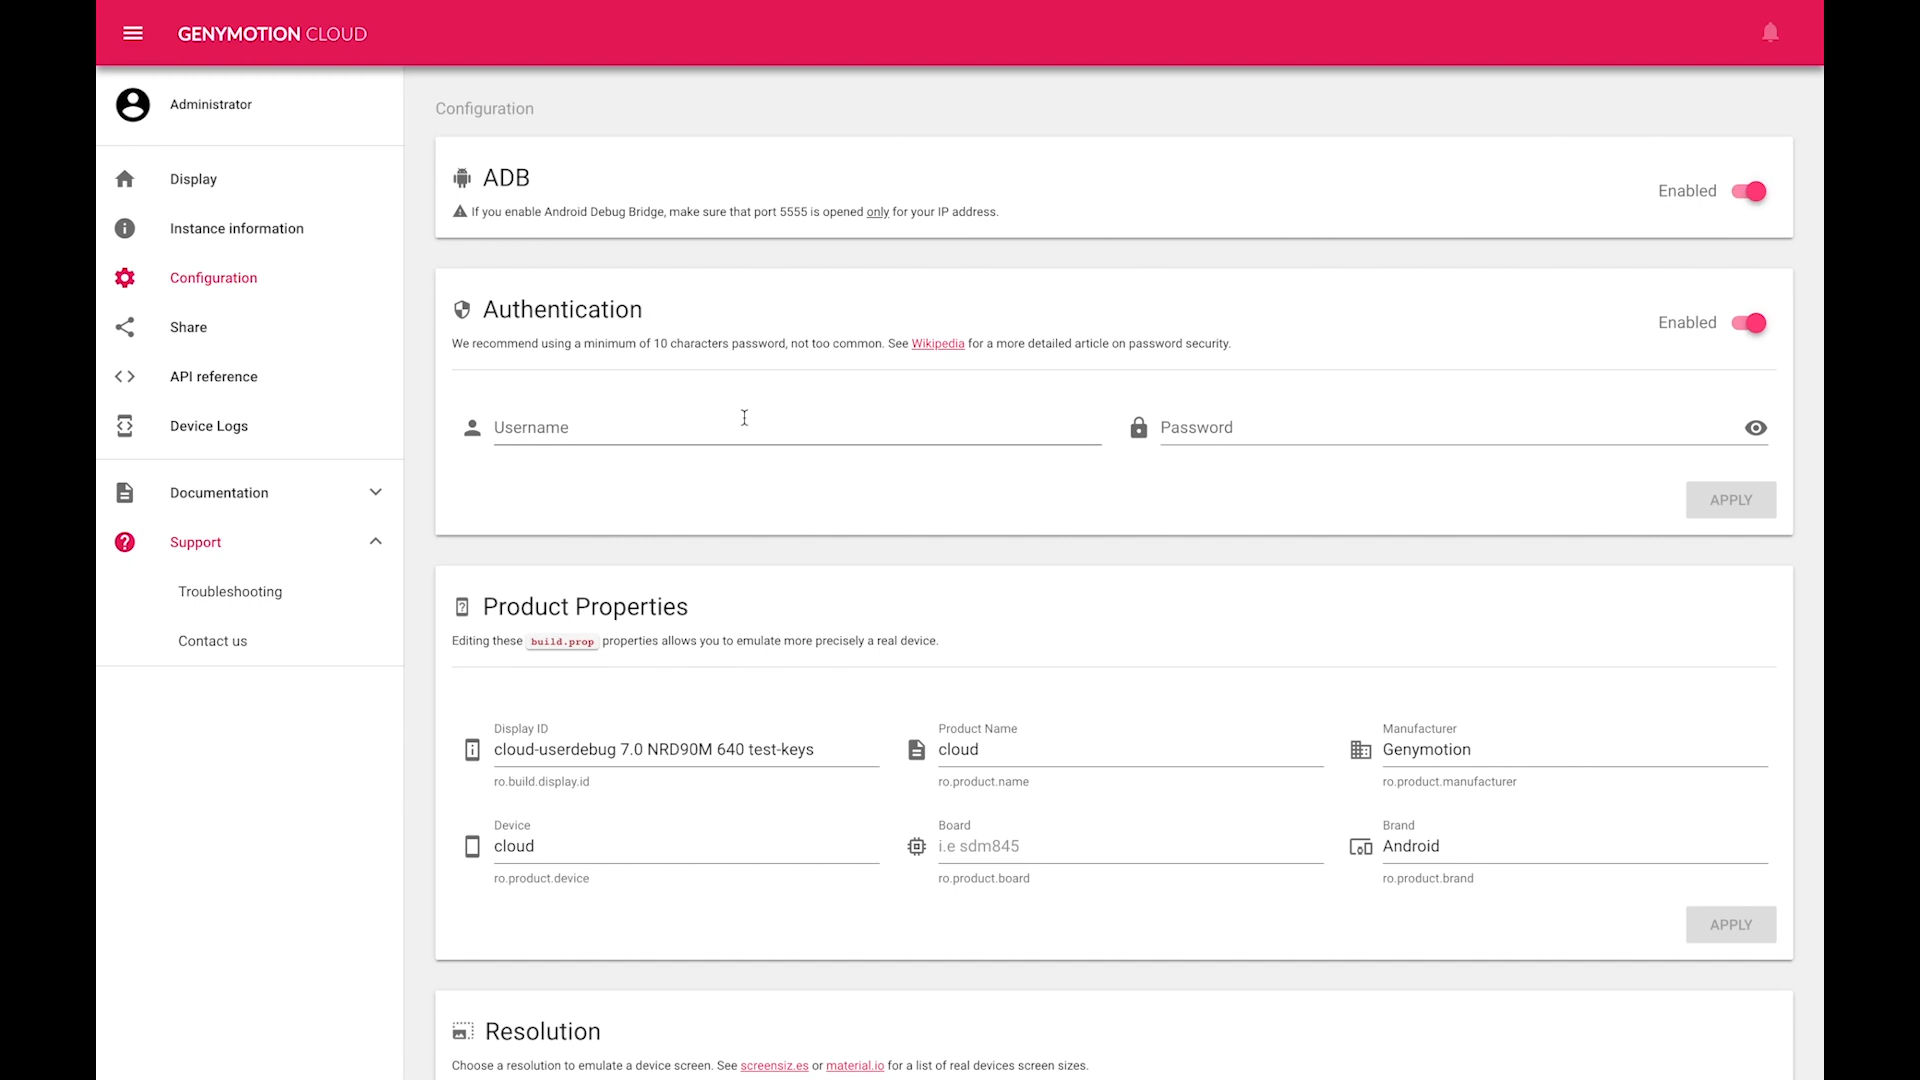 GENYMOTION CLOUD
Administrator
Display
Instance information
Configuration
Share
API reference
Device Logs
Documentation
Support
Troubleshooting
Contact us
Configuration
ADB
If you enable Android Debug Bridge, make sure that port 5555 is opened only for your IP address.
Enabled
Authentication
We recommend using a minimum of 10 characters password, not too common. See Wikipedia for a more detailed article on password security.
Enabled
Username
Password
APPLY
Product Properties
Editing these build.prop properties allows you to emulate more precisely a real device.
Display ID
cloud-userdebug 7.0 NRD90M 640 test-keys
ro.build.display.id
Product Name
cloud
ro.product.name
Manufacturer
Genymotion
ro.product.manufacturer
Device
cloud
ro.product.device
Board
i.e sdm845
ro.product.board
Brand
Android
ro.product.brand
APPLY
Resolution
Choose a resolution to emulate a device screen. See screensiz.es or material.io for a list of real devices screen sizes.